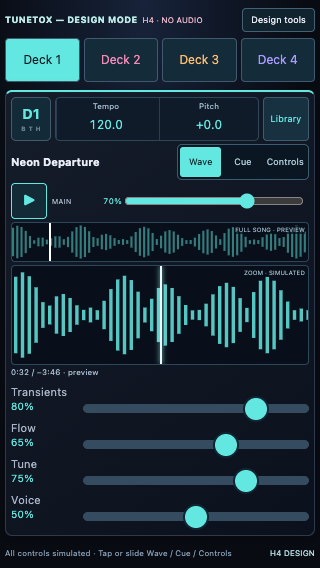 TUNETOX — DESIGN MODE H4 · NO AUDIO Design tools
Deck 1 Deck 2 Deck 3 Deck 4
D1 Tempo Pitch Library
BTH 120.0 +0.0
Neon Departure Wave Cue Controls
MAIN 70%
FULL SONG · PREVIEW
ZOOM · SIMULATED
0:32 / −3:46 · preview
Transients
80%
Flow
65%
Tune
75%
Voice
50%
All controls simulated · Tap or slide Wave / Cue / Controls H4 DESIGN